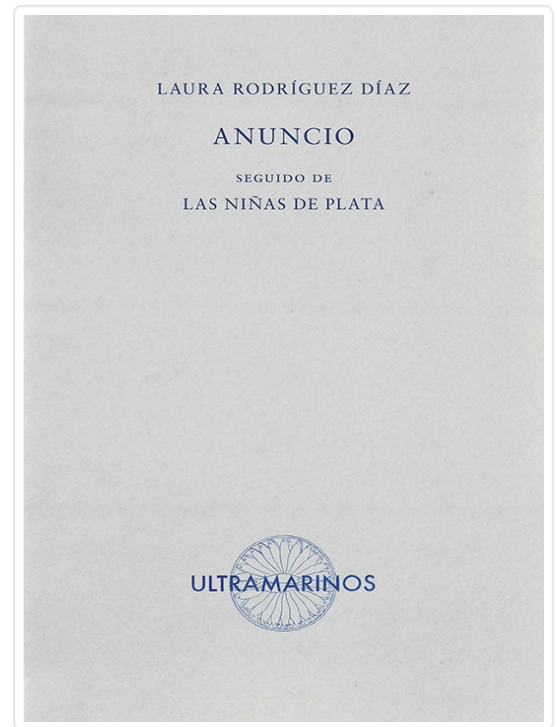 LAURA RODRÍGUEZ DÍAZ
ANUNCIO
SEGUIDO DE
LAS NIÑAS DE PLATA
ULTRAMARINOS